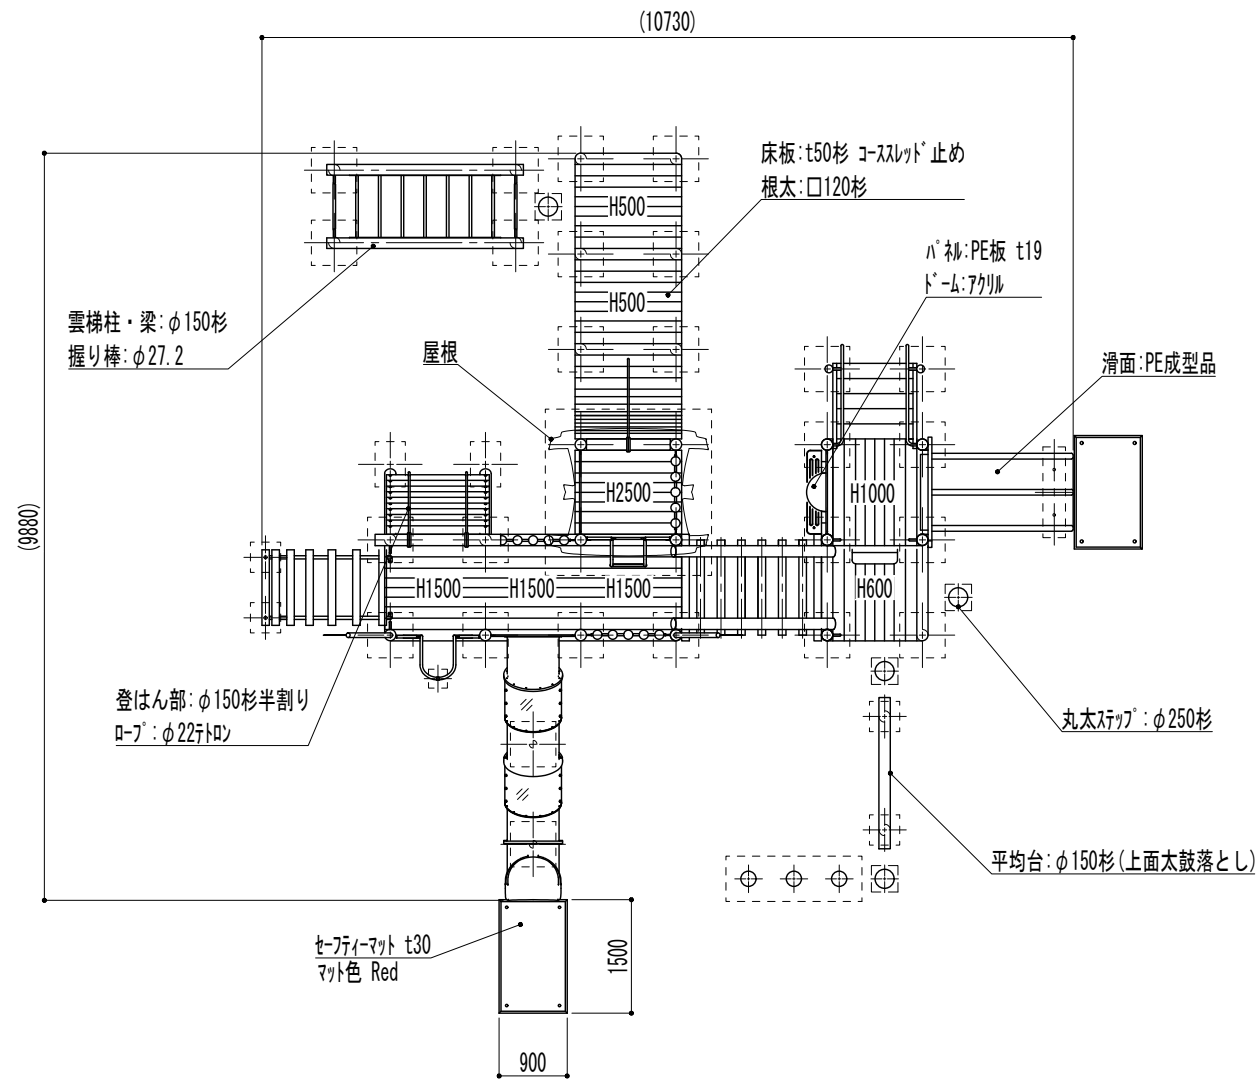 (10730)
床板:t50杉 コーススレッド止め
根太:□120杉
H500
パネル:PE板 t19
ドーム:アクリル
H500
雲梯柱・梁:φ150杉
握り棒:φ27.2
屋根
滑面:PE成型品
H2500
H1000
(9880)
H1500
H1500
H1500
H600
登はん部:φ150杉半割り
ロープ:φ22テトロン
丸太ステップ:φ250杉
平均台:φ150杉(上面太鼓落とし)
セーフティーマット t30
マット色 Red
1500
900